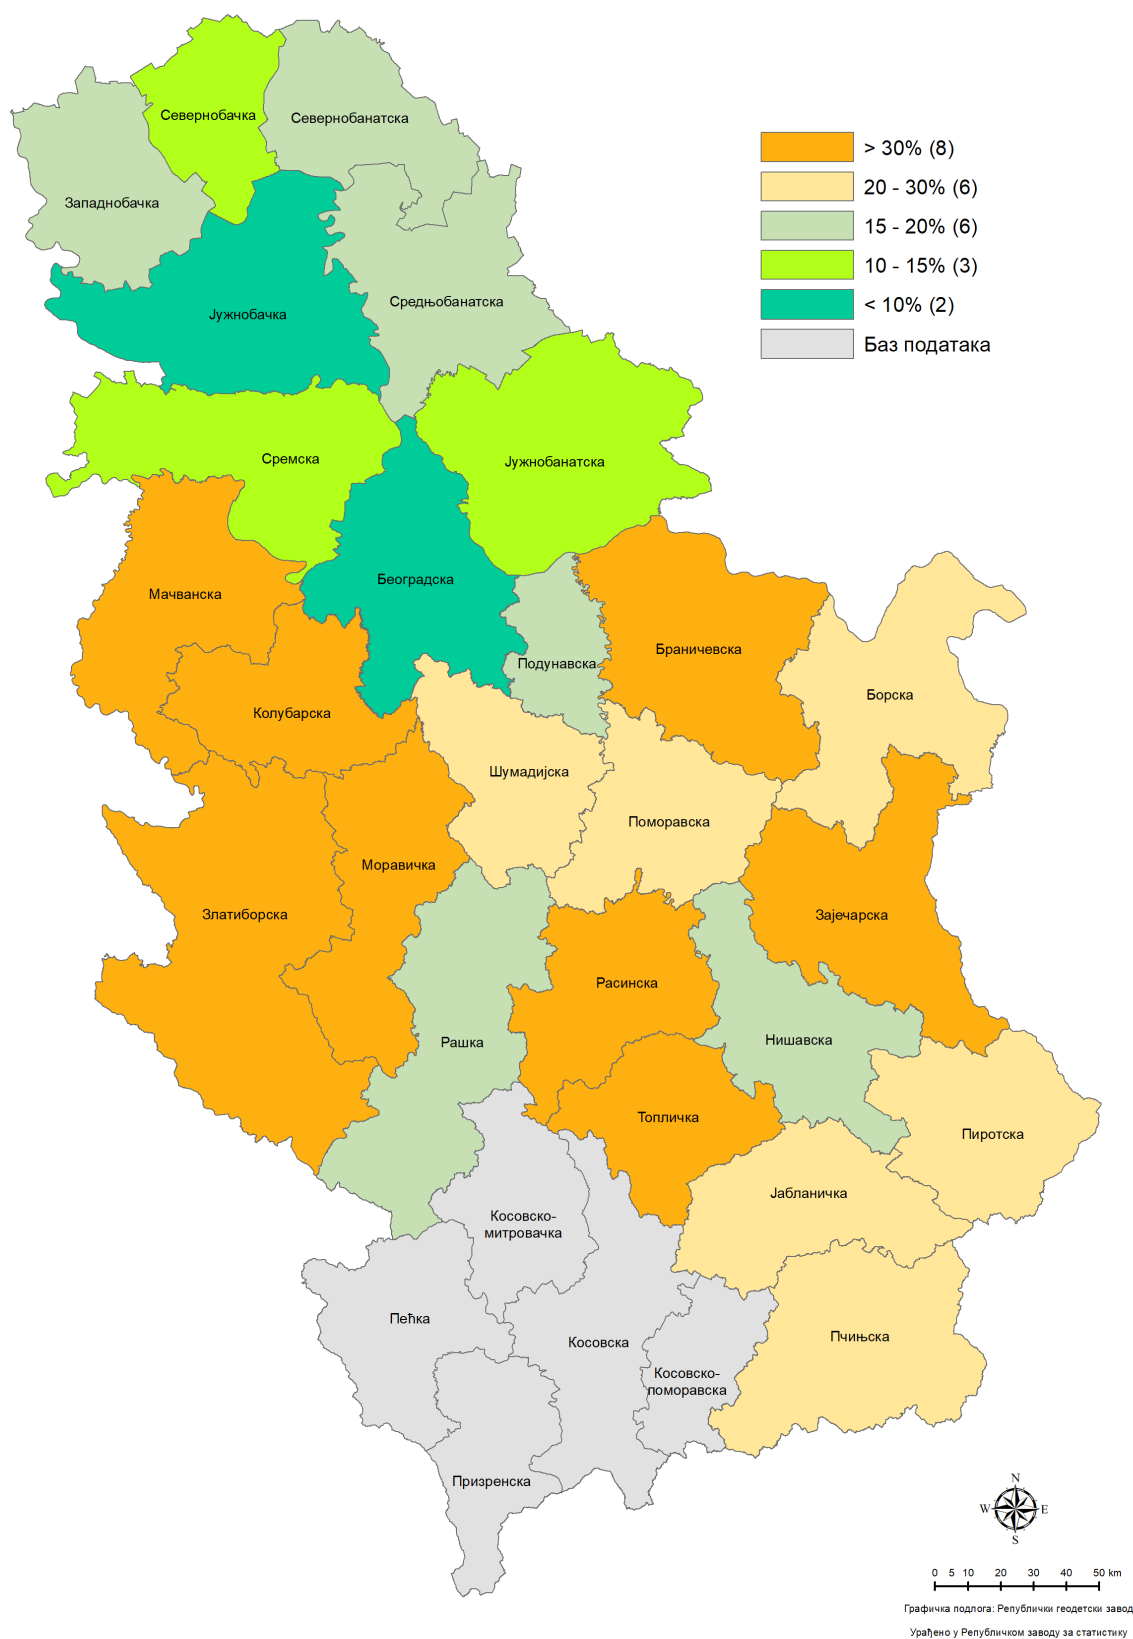 Севернобачка
Севернобанатска
Западнобачка
Јужнобачка
Средњобанатска
> 30% (8)
20 - 30% (6)
15 - 20% (6)
10 - 15% (3)
< 10% (2)
Баз података
Сремска
Јужнобанатска
Мачванска
Београдска
Подунавска
Браничевска
Борска
Колубарска
Шумадијска
Поморавска
Моравичка
Златиборска
Зајечарска
Расинска
Рашка
Нишавска
Топличка
Пиротска
Јабланичка
Косовско-
митровачка
Пећка
Косовска
Пчињска
Косовско-
поморавска
Призренска
N
W E
S
0 5 10 20 30 40 50 km
Графичка подлога: Републички геодетски завод
Урађено у Републичком заводу за статистику